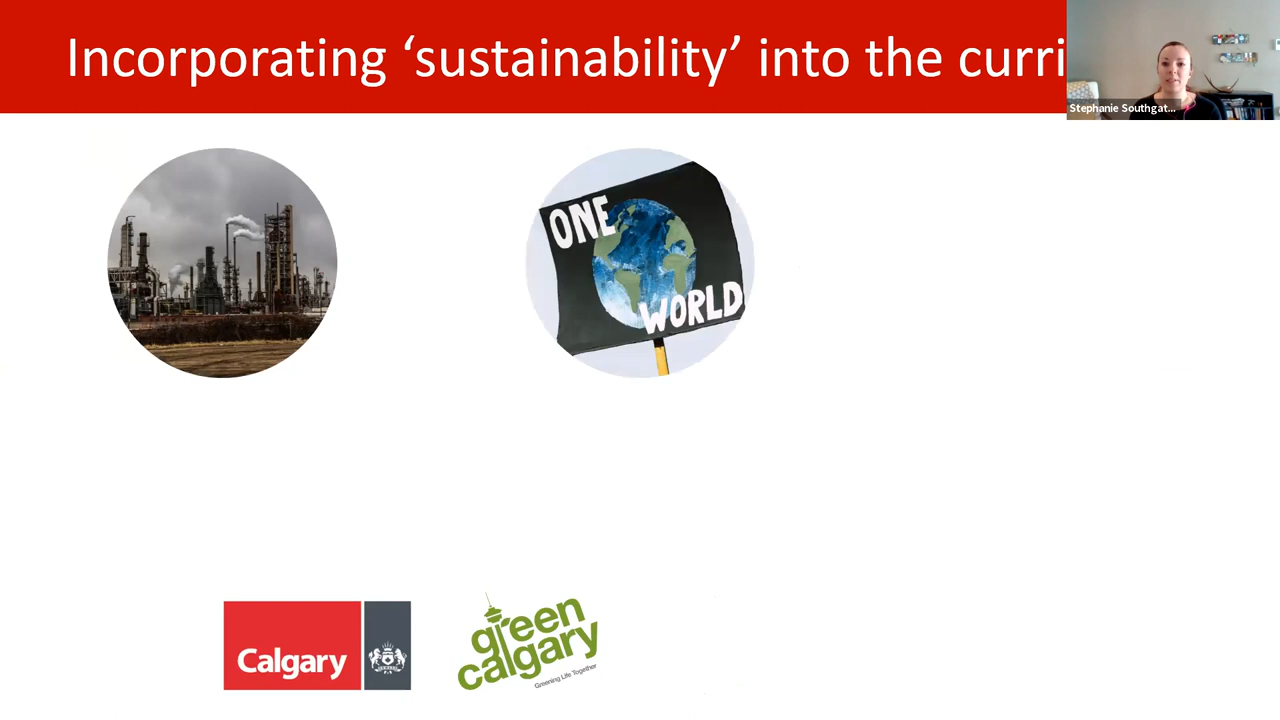 Incorporating ‘sustainability’ into the curri
Stephanie Southgat...
ONE
WORLD
Calgary
green
calgary
Greening Life Together